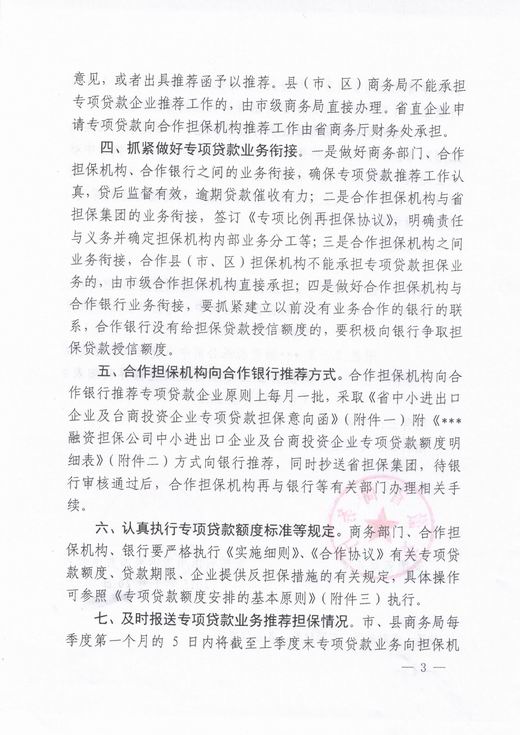 意见，或者出具推荐函予以推荐。县（市、区）商务局不能承担
专项贷款企业推荐工作的，由市级商务局直接办理。省直企业申
请专项贷款向合作担保机构推荐工作由省商务厅财务处承担。
四、抓紧做好专项贷款业务衔接。一是做好商务部门、合作
担保机构、合作银行之间的业务衔接，确保专项贷款推荐工作认
真，贷后监督有效，逾期贷款催收有力；二是合作担保机构与省
担保集团的业务衔接，签订《专项比例再担保协议》，明确责任
与义务并确定担保机构内部业务分工等；三是合作担保机构之间
业务衔接，合作县（市、区）担保机构不能承担专项贷款担保业
务的，由市级合作担保机构直接承担；四是做好合作担保机构与
合作银行业务衔接，要抓紧建立以前没有业务合作的银行的联
系，合作银行没有给担保贷款授信额度的，要积极向银行争取担
保贷款授信额度。
五、合作担保机构向合作银行推荐方式。合作担保机构向合
作银行推荐专项贷款企业原则上每月一批，采取《省中小进出口
企业及台商投资企业专项贷款担保意向函》（附件一）附《***
融资担保公司中小进出口企业及台商投资企业专项贷款额度明
细表》（附件二）方式向银行推荐，同时抄送省担保集团，待银
行审核通过后，合作担保机构再与银行等有关部门办理相关手
续。
六、认真执行专项贷款额度标准等规定。商务部门、合作担
保机构、银行要严格执行《实施细则》、《合作协议》有关专项贷
款额度、贷款期限、企业提供反担保措施的有关规定，具体操作
可参照《专项贷款额度安排的基本原则》（附件三）执行。
七、及时报送专项贷款业务推荐担保情况。市、县商务局每
季度第一个月的 5 日内将截至上季度末专项贷款业务向担保机
— 3 —